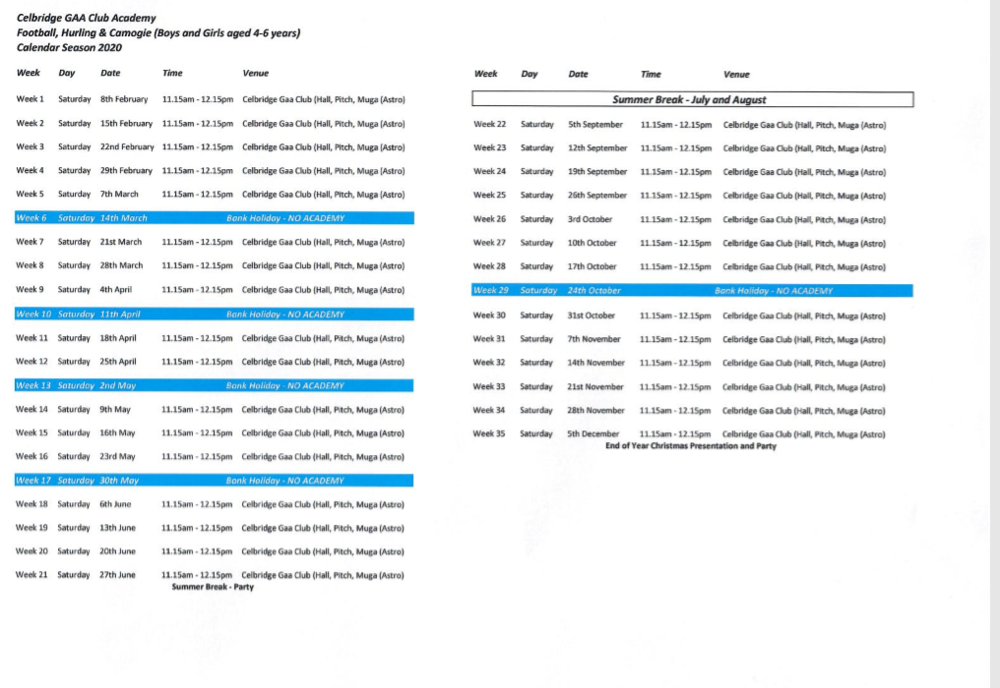 Celbridge GAA Club Academy
Football, Hurling & Camogie (Boys and Girls aged 4-6 years)
Calendar Season 2020
Week Day Date Time Venue
Week 1 Saturday 8th February 11.15am - 12.15pm Celbridge Gaa Club (Hall, Pitch, Muga (Astro)
Week 2 Saturday 15th February 11.15am - 12.15pm Celbridge Gaa Club (Hall, Pitch, Muga (Astro)
Week 3 Saturday 22nd February 11.15am - 12.15pm Celbridge Gaa Club (Hall, Pitch, Muga (Astro)
Week 4 Saturday 29th February 11.15am - 12.15pm Celbridge Gaa Club (Hall, Pitch, Muga (Astro)
Week 5 Saturday 7th March 11.15am - 12.15pm Celbridge Gaa Club (Hall, Pitch, Muga (Astro)
Week 6 Saturday 14th March Bank Holiday - NO ACADEMY
Week 7 Saturday 21st March 11.15am - 12.15pm Celbridge Gaa Club (Hall, Pitch, Muga (Astro)
Week 8 Saturday 28th March 11.15am - 12.15pm Celbridge Gaa Club (Hall, Pitch, Muga (Astro)
Week 9 Saturday 4th April 11.15am - 12.15pm Celbridge Gaa Club (Hall, Pitch, Muga (Astro)
Week 10 Saturday 11th April Bank Holiday - NO ACADEMY
Week 11 Saturday 18th April 11.15am - 12.15pm Celbridge Gaa Club (Hall, Pitch, Muga (Astro)
Week 12 Saturday 25th April 11.15am - 12.15pm Celbridge Gaa Club (Hall, Pitch, Muga (Astro)
Week 13 Saturday 2nd May Bank Holiday - NO ACADEMY
Week 14 Saturday 9th May 11.15am - 12.15pm Celbridge Gaa Club (Hall, Pitch, Muga (Astro)
Week 15 Saturday 16th May 11.15am - 12.15pm Celbridge Gaa Club (Hall, Pitch, Muga (Astro)
Week 16 Saturday 23rd May 11.15am - 12.15pm Celbridge Gaa Club (Hall, Pitch, Muga (Astro)
Week 17 Saturday 30th May Bank Holiday - NO ACADEMY
Week 18 Saturday 6th June 11.15am - 12.15pm Celbridge Gaa Club (Hall, Pitch, Muga (Astro)
Week 19 Saturday 13th June 11.15am - 12.15pm Celbridge Gaa Club (Hall, Pitch, Muga (Astro)
Week 20 Saturday 20th June 11.15am - 12.15pm Celbridge Gaa Club (Hall, Pitch, Muga (Astro)
Week 21 Saturday 27th June 11.15am - 12.15pm Celbridge Gaa Club (Hall, Pitch, Muga (Astro)
Summer Break - Party
Week Day Date Time Venue
Summer Break - July and August
Week 22 Saturday 5th September 11.15am - 12.15pm Celbridge Gaa Club (Hall, Pitch, Muga (Astro)
Week 23 Saturday 12th September 11.15am - 12.15pm Celbridge Gaa Club (Hall, Pitch, Muga (Astro)
Week 24 Saturday 19th September 11.15am - 12.15pm Celbridge Gaa Club (Hall, Pitch, Muga (Astro)
Week 25 Saturday 26th September 11.15am - 12.15pm Celbridge Gaa Club (Hall, Pitch, Muga (Astro)
Week 26 Saturday 3rd October 11.15am - 12.15pm Celbridge Gaa Club (Hall, Pitch, Muga (Astro)
Week 27 Saturday 10th October 11.15am - 12.15pm Celbridge Gaa Club (Hall, Pitch, Muga (Astro)
Week 28 Saturday 17th October 11.15am - 12.15pm Celbridge Gaa Club (Hall, Pitch, Muga (Astro)
Week 29 Saturday 24th October Bank Holiday - NO ACADEMY
Week 30 Saturday 31st October 11.15am - 12.15pm Celbridge Gaa Club (Hall, Pitch, Muga (Astro)
Week 31 Saturday 7th November 11.15am - 12.15pm Celbridge Gaa Club (Hall, Pitch, Muga (Astro)
Week 32 Saturday 14th November 11.15am - 12.15pm Celbridge Gaa Club (Hall, Pitch, Muga (Astro)
Week 33 Saturday 21st November 11.15am - 12.15pm Celbridge Gaa Club (Hall, Pitch, Muga (Astro)
Week 34 Saturday 28th November 11.15am - 12.15pm Celbridge Gaa Club (Hall, Pitch, Muga (Astro)
Week 35 Saturday 5th December 11.15am - 12.15pm Celbridge Gaa Club (Hall, Pitch, Muga (Astro)
End of Year Christmas Presentation and Party